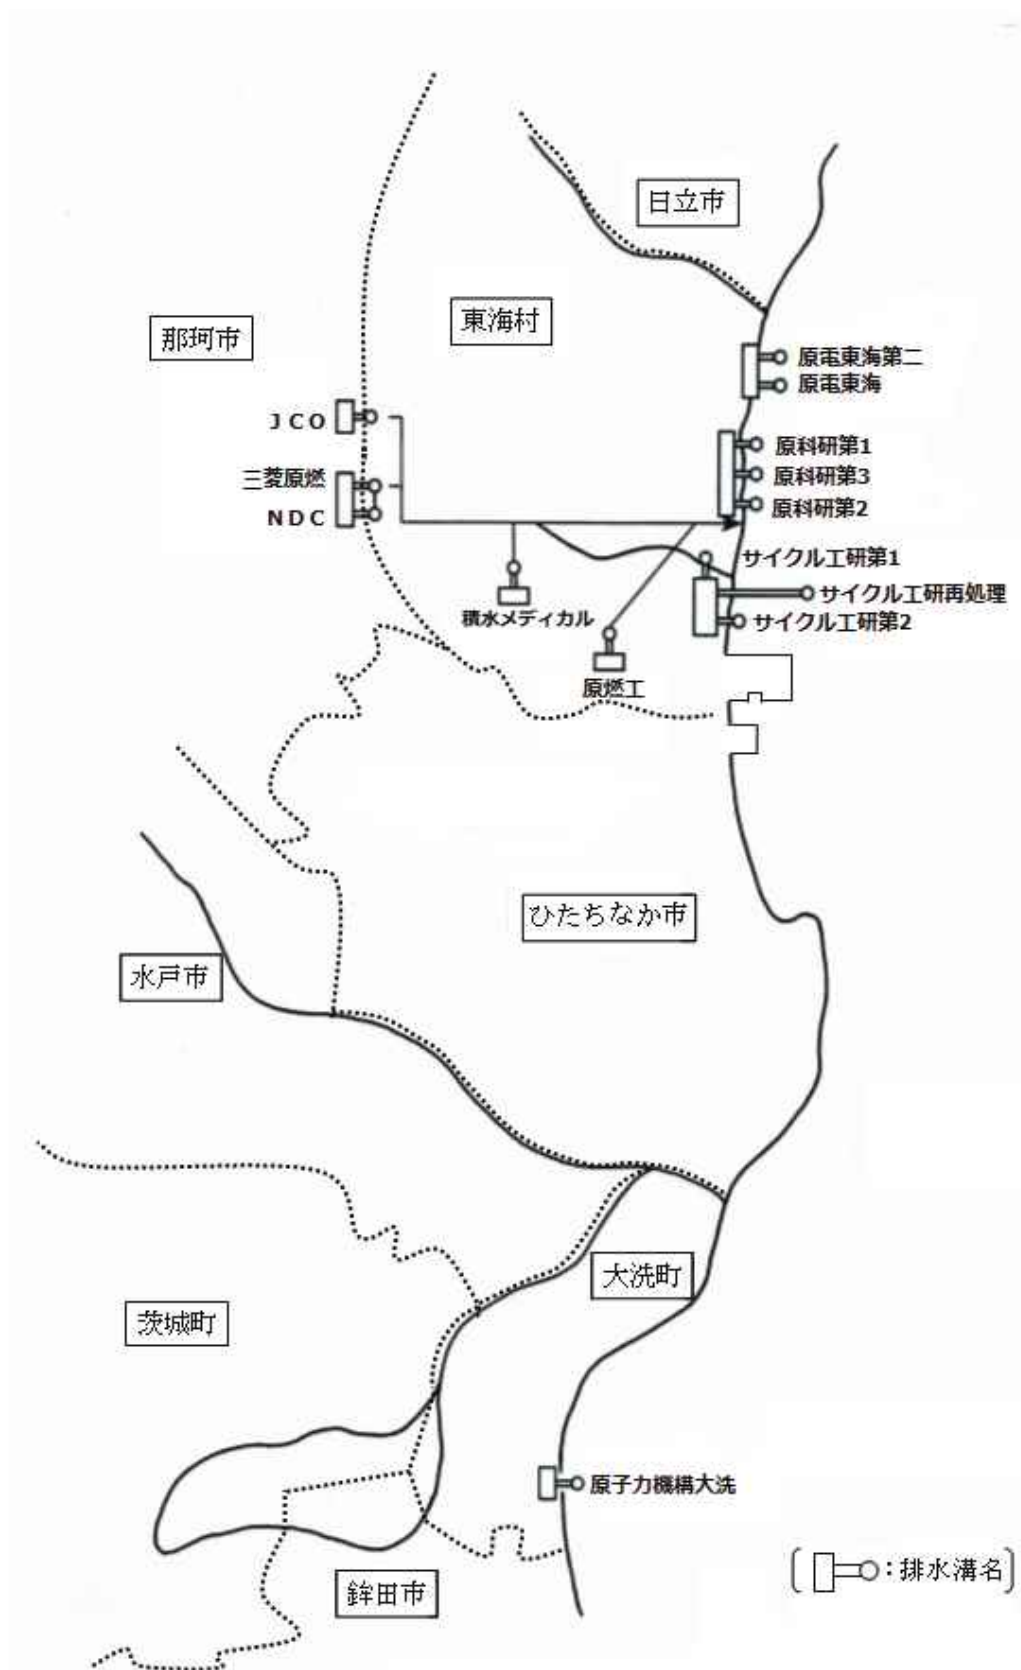 日立市
東海村
那珂市
原電東海第二
原電東海
ＪＣＯ
原科研第1
三菱原燃
原科研第3
原科研第2
ＮＤＣ
サイクル工研第1
サイクル工研再処理
積水メディカル
サイクル工研第2
原燃工
ひたちなか市
水戸市
大洗町
茨城町
原子力機構大洗
〔：排水溝名〕
鉾田市